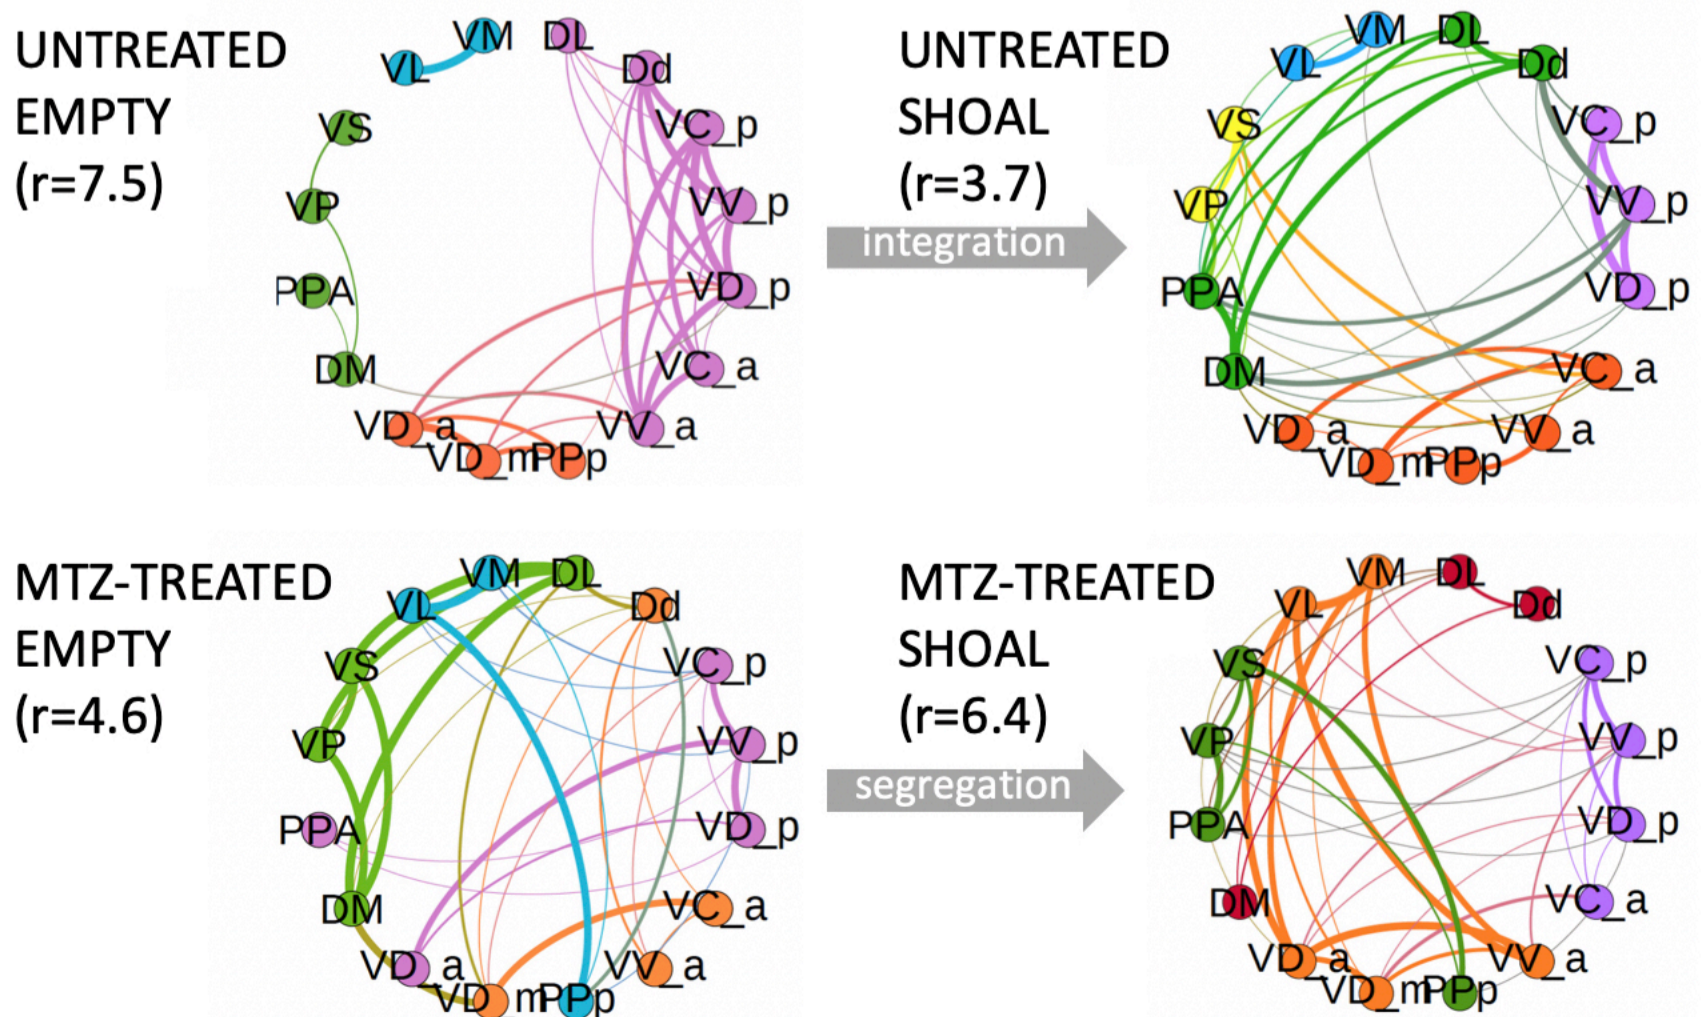 UNTREATED
EMPTY
(r=7.5)
VM
DL
VL
Dd
VS
VC_p
VP
VV_p
PPA
VD_p
DM
VC_a
VD_a
VV_a
VD_m
PPp
integration
UNTREATED
SHOAL
(r=3.7)
VM
DL
VL
Dd
VS
VC_p
VP
VV_p
PPA
VD_p
DM
VC_a
VD_a
VV_a
VD_m
PPp
MTZ-TREATED
EMPTY
(r=4.6)
VM
DL
VL
Dd
VS
VC_p
VP
VV_p
PPA
VD_p
DM
VC_a
VD_a
VV_a
VD_m
PPp
segregation
MTZ-TREATED
SHOAL
(r=6.4)
VM
DL
VL
Dd
VS
VC_p
VP
VV_p
PPA
VD_p
DM
VC_a
VD_a
VV_a
VD_m
PPp